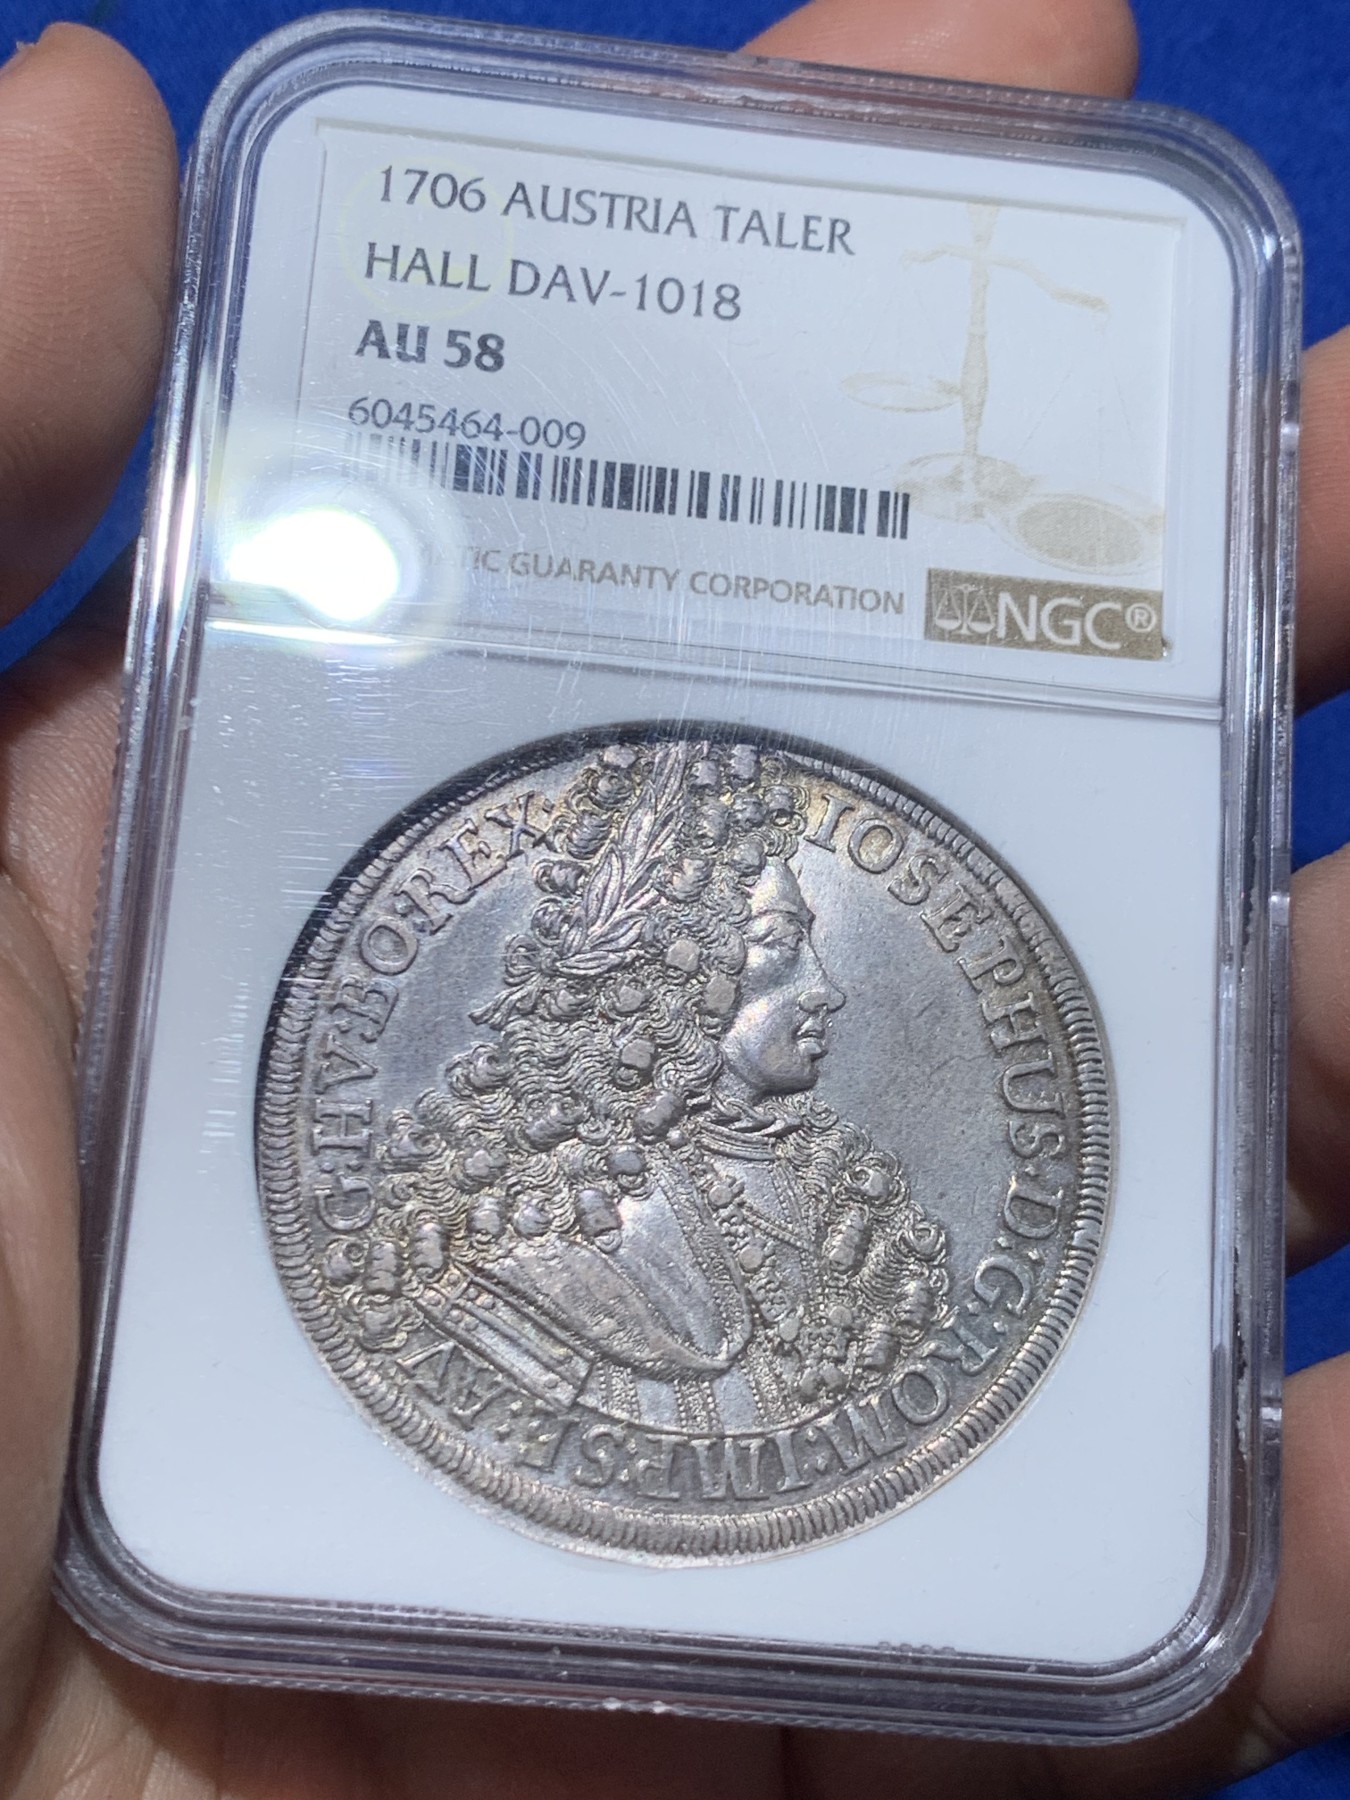 1706 AUSTRIA TALER
HALL DAV-1018
AU 58
6045464-009
GUARANTY CORPORATION
NGC®
IOSEPHUS·D:G:ROM:IMP:S·A:AV·G:HV:BO:REX·